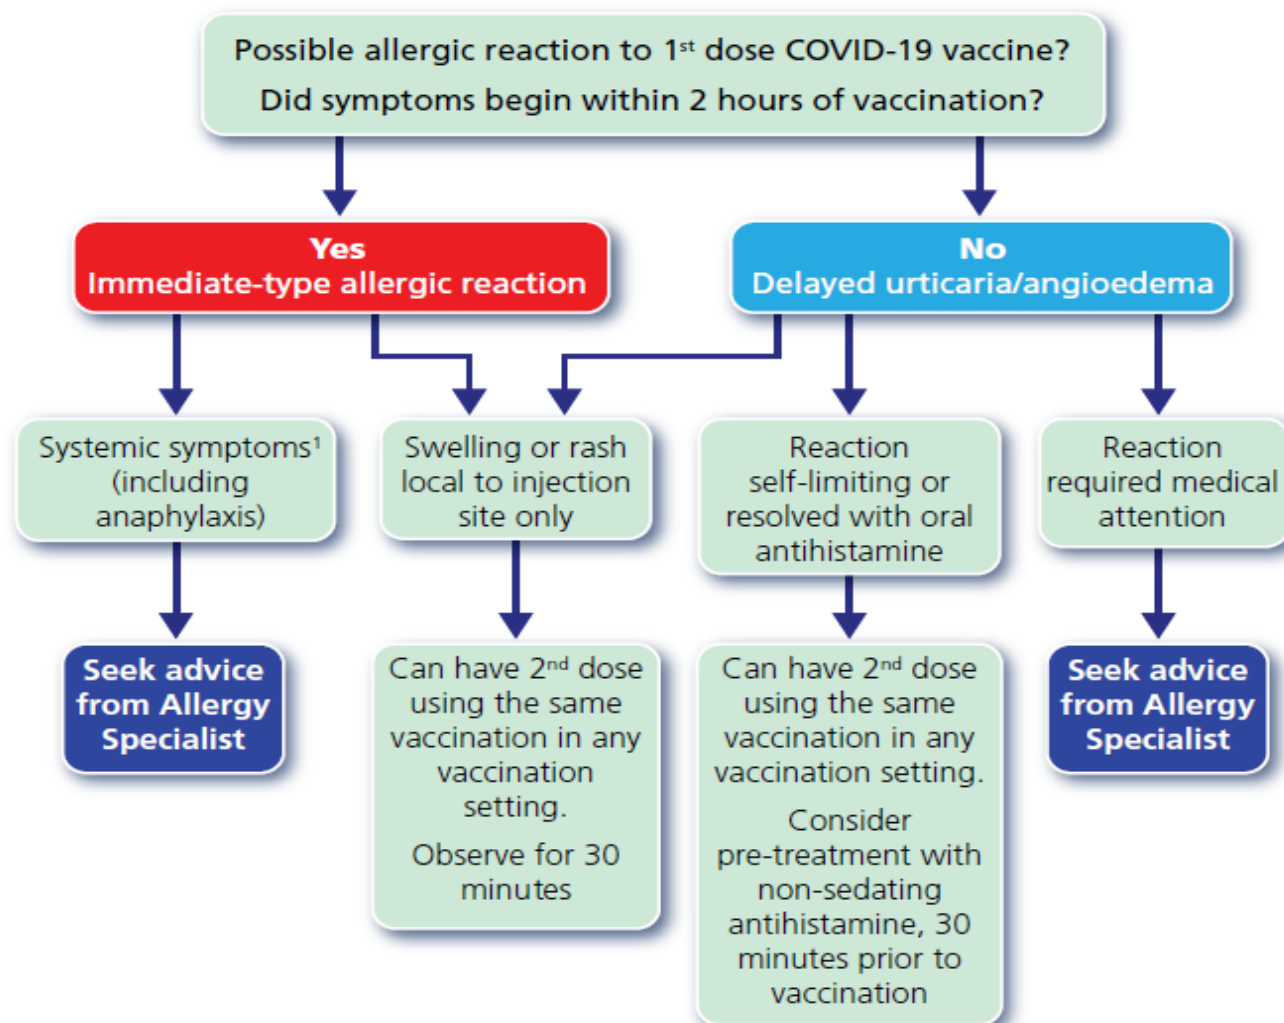 Possible allergic reaction to 1st dose COVID-19 vaccine?
Did symptoms begin within 2 hours of vaccination?
Yes
Immediate-type allergic reaction
No
Delayed urticaria/angioedema
Systemic symptoms¹
(including
anaphylaxis)
Swelling or rash
local to injection
site only
Reaction
self-limiting or
resolved with oral
antihistamine
Reaction
required medical
attention
Seek advice
from Allergy
Specialist
Can have 2nd dose
using the same
vaccination in any
vaccination
setting.
Observe for 30
minutes
Can have 2nd dose
using the same
vaccination in any
vaccination setting.
Consider
pre-treatment with
non-sedating
antihistamine, 30
minutes prior to
vaccination
Seek advice
from Allergy
Specialist